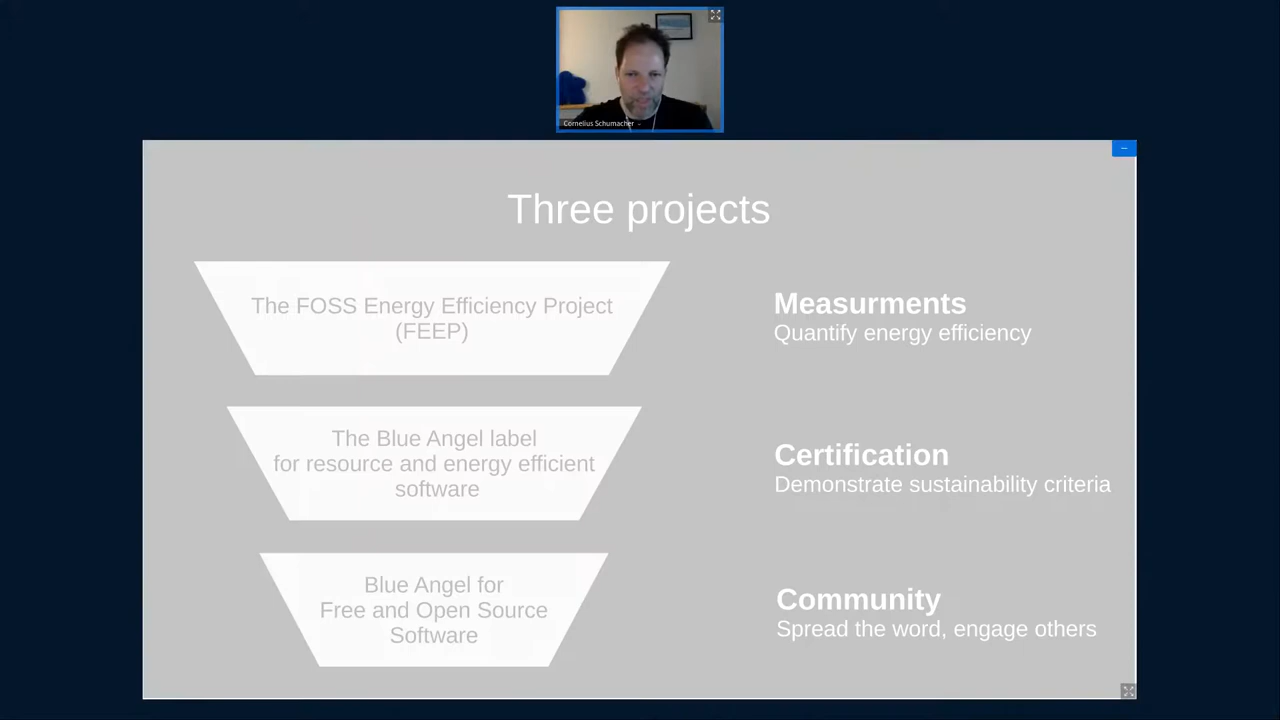 Cornelius Schumacher
Three projects
The FOSS Energy Efficiency Project
(FEEP)
Measurments
Quantify energy efficiency
The Blue Angel label
for resource and energy efficient
software
Certification
Demonstrate sustainability criteria
Blue Angel for
Free and Open Source
Software
Community
Spread the word, engage others